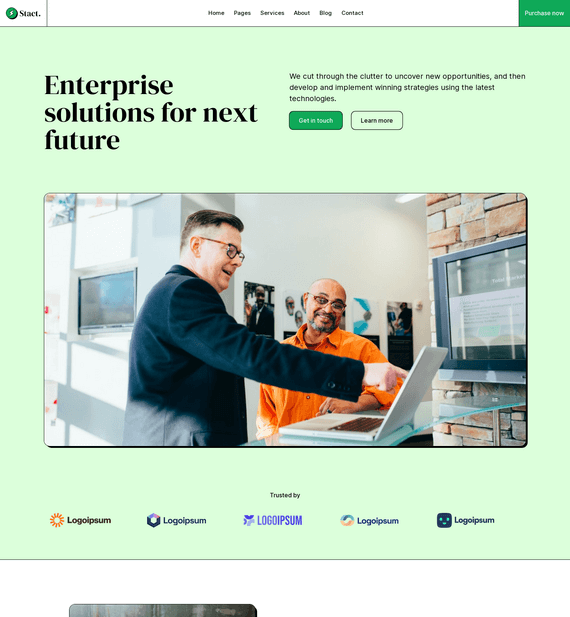 Stact.
Home Pages Services About Blog Contact
Purchase now
Enterprise
solutions for next
future
We cut through the clutter to uncover new opportunities, and then
develop and implement winning strategies using the latest
technologies.
Get in touch
Learn more
Trusted by
Logoipsum
Logoipsum
LOGOIPSUM
Logoipsum
Logoipsum